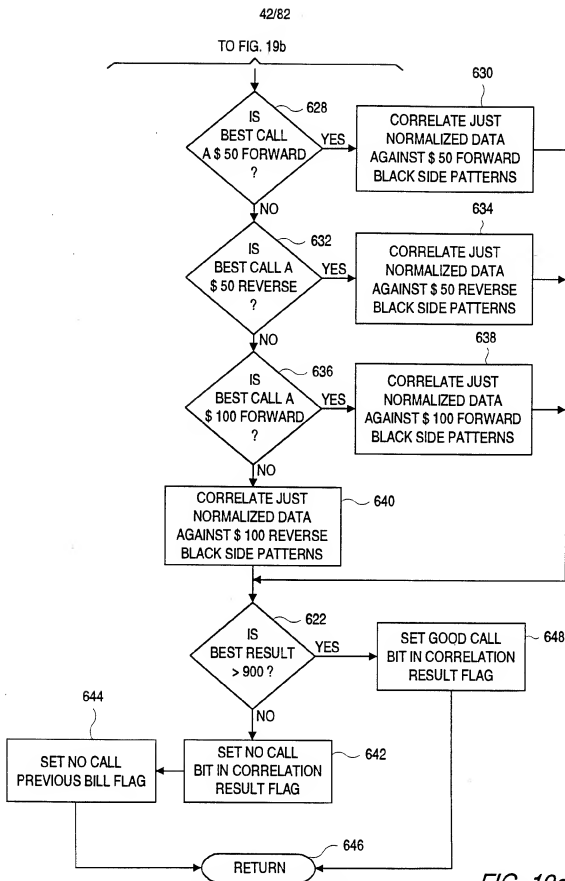 42/82
TO FIG. 19b
628
IS
BEST CALL
A $ 50 FORWARD
?
YES
NO
630
CORRELATE JUST
NORMALIZED DATA
AGAINST $ 50 FORWARD
BLACK SIDE PATTERNS
632
IS
BEST CALL A
$ 50 REVERSE
?
YES
NO
634
CORRELATE JUST
NORMALIZED DATA
AGAINST $ 50 REVERSE
BLACK SIDE PATTERNS
636
IS
BEST CALL A
$ 100 FORWARD
?
YES
NO
638
CORRELATE JUST
NORMALIZED DATA
AGAINST $ 100 FORWARD
BLACK SIDE PATTERNS
640
CORRELATE JUST
NORMALIZED DATA
AGAINST $ 100 REVERSE
BLACK SIDE PATTERNS
622
IS
BEST RESULT
> 900 ?
YES
NO
648
SET GOOD CALL
BIT IN CORRELATION
RESULT FLAG
644
SET NO CALL
PREVIOUS BILL FLAG
642
SET NO CALL
BIT IN CORRELATION
RESULT FLAG
646
RETURN